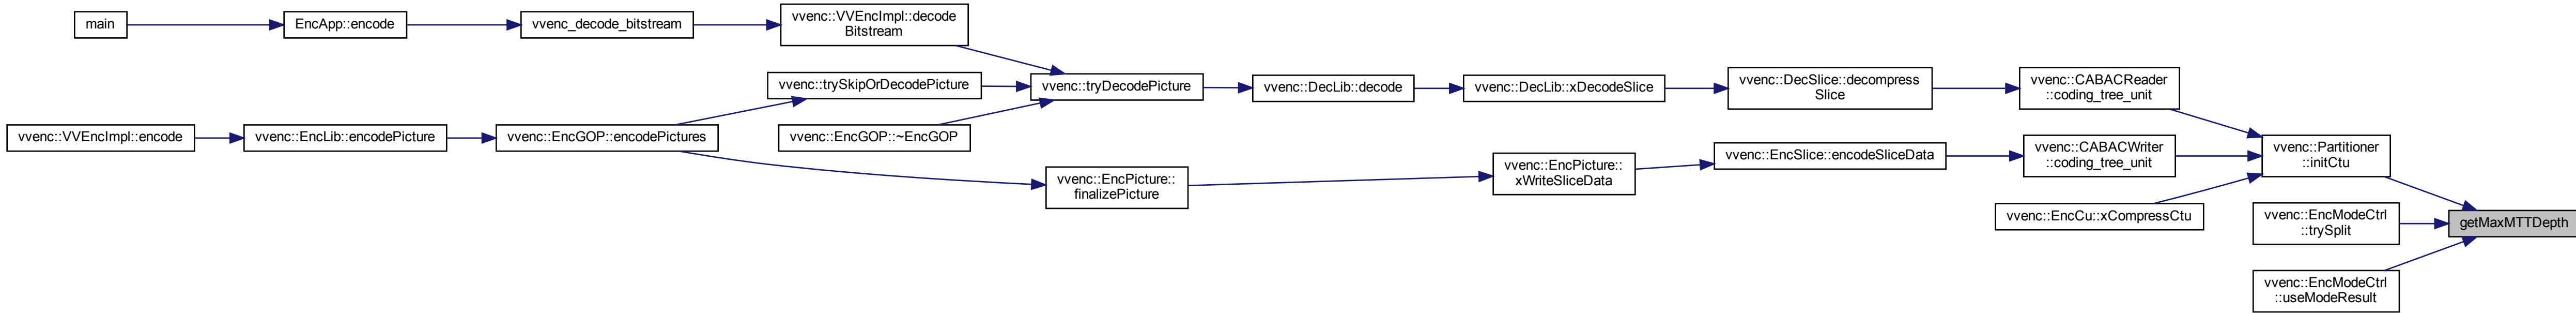 main
EncApp::encode
vvenc_decode_bitstream
vvenc::VVEncImpl::decode
Bitstream
vvenc::trySkipOrDecodePicture
vvenc::tryDecodePicture
vvenc::DecLib::decode
vvenc::DecLib::xDecodeSlice
vvenc::DecSlice::decompress
Slice
vvenc::CABACReader
::coding_tree_unit
vvenc::VVEncImpl::encode
vvenc::EncLib::encodePicture
vvenc::EncGOP::encodePictures
vvenc::EncGOP::~EncGOP
vvenc::EncPicture::
finalizePicture
vvenc::EncPicture::
xWriteSliceData
vvenc::EncSlice::encodeSliceData
vvenc::CABACWriter
::coding_tree_unit
vvenc::Partitioner
::initCtu
vvenc::EncCu::xCompressCtu
vvenc::EncModeCtrl
::trySplit
getMaxMTTDepth
vvenc::EncModeCtrl
::useModeResult